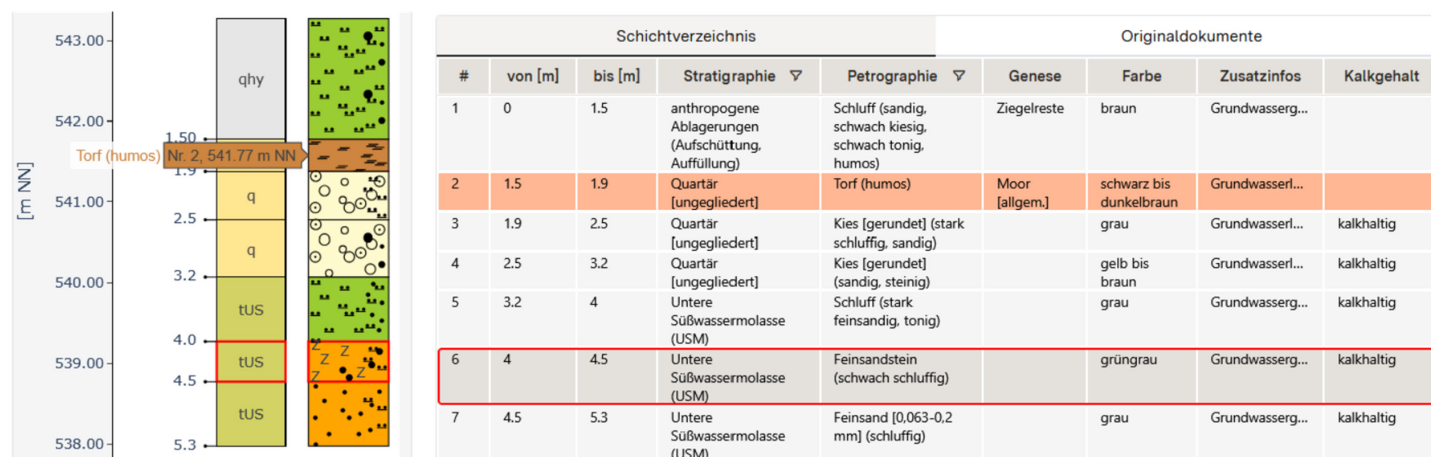 543.00
542.00
541.00
540.00
539.00
538.00
[m NN]
qhy
1.50
Torf (humos) Nr. 2, 541.77 m NN
1.9
q
2.5
q
3.2
tUS
4.0
tUS
4.5
tUS
5.3
Z Z
Z Z
Z
Schichtverzeichnis Originaldokumente
# von [m] bis [m] Stratigraphie Petrographie Genese Farbe Zusatzinfos Kalkgehalt
1 0 1.5 anthropogene Schluff (sandig, Ziegelreste braun Grundwasserg...
Ablagerungen schwach kiesig,
(Aufschüttung, schwach tonig,
Auffüllung) humos)
2 1.5 1.9 Quartär Torf (humos) Moor schwarz bis Grundwasserl...
[ungegliedert] [allgem.] dunkelbraun
3 1.9 2.5 Quartär Kies [gerundet] (stark grau Grundwasserl... kalkhaltig
[ungegliedert] schluffig, sandig)
4 2.5 3.2 Quartär Kies [gerundet] gelb bis Grundwasserl... kalkhaltig
[ungegliedert] (sandig, steinig) braun
5 3.2 4 Untere Schluff (stark grau Grundwasserg... kalkhaltig
Süßwassermolasse feinsandig, tonig)
(USM)
6 4 4.5 Untere Feinsandstein grüngrau Grundwasserg... kalkhaltig
Süßwassermolasse (schwach schluffig)
(USM)
7 4.5 5.3 Untere Feinsand [0,063-0,2 grau Grundwasserg... kalkhaltig
Süßwassermolasse mm] (schluffig)
(USM)